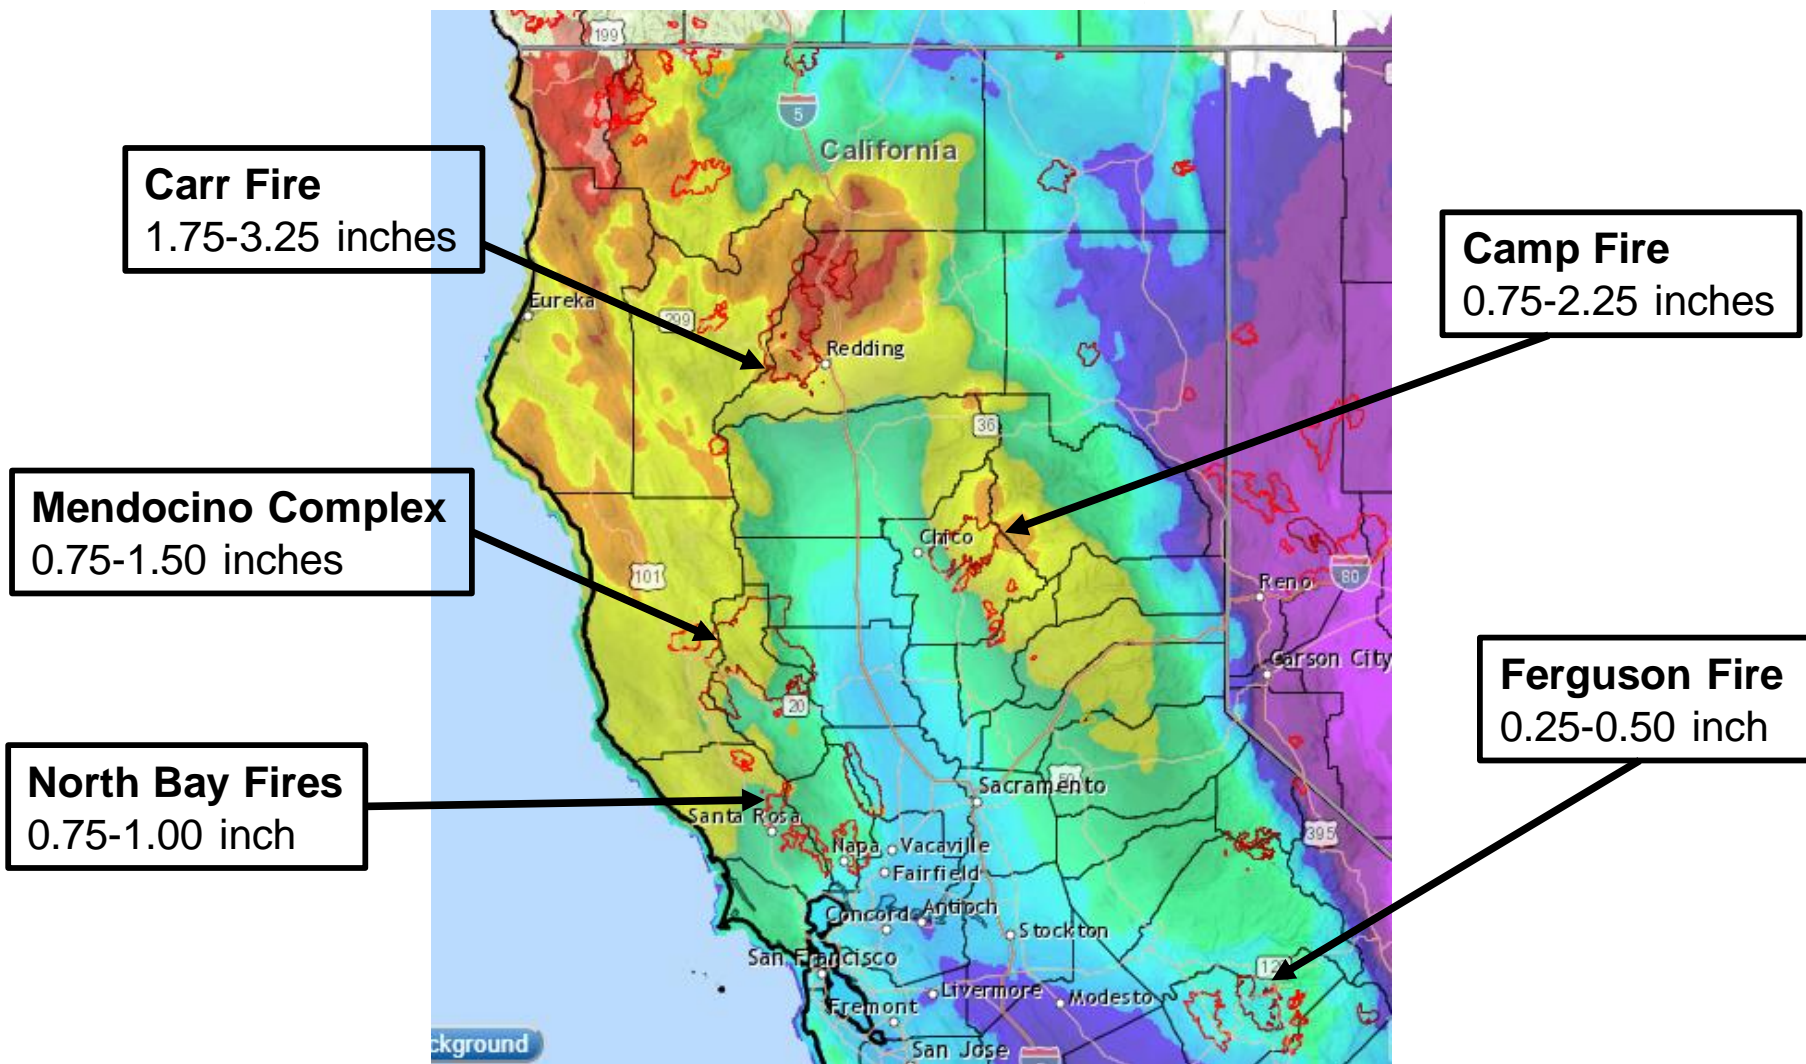 199
5
California
Carr Fire
1.75-3.25 inches
Camp Fire
0.75-2.25 inches
Eureka
299
Redding
36
Mendocino Complex
0.75-1.50 inches
Chico
101
Reno
80
Carson City
Ferguson Fire
0.25-0.50 inch
20
North Bay Fires
0.75-1.00 inch
50
Sacramento
Santa Rosa
395
Napa
Vacaville
Fairfield
Concord
Antioch
Stockton
San Francisco
Livermore
Modesto
Fremont
ckground
San Jose